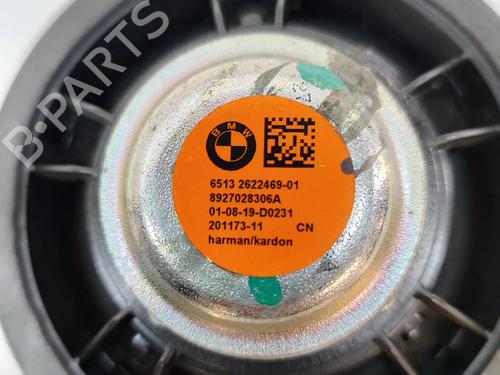 B-PARTS
BMW
6513 2622469-01
8927028306A
01-08-19-D0231
201173-11 CN
harman/kardon